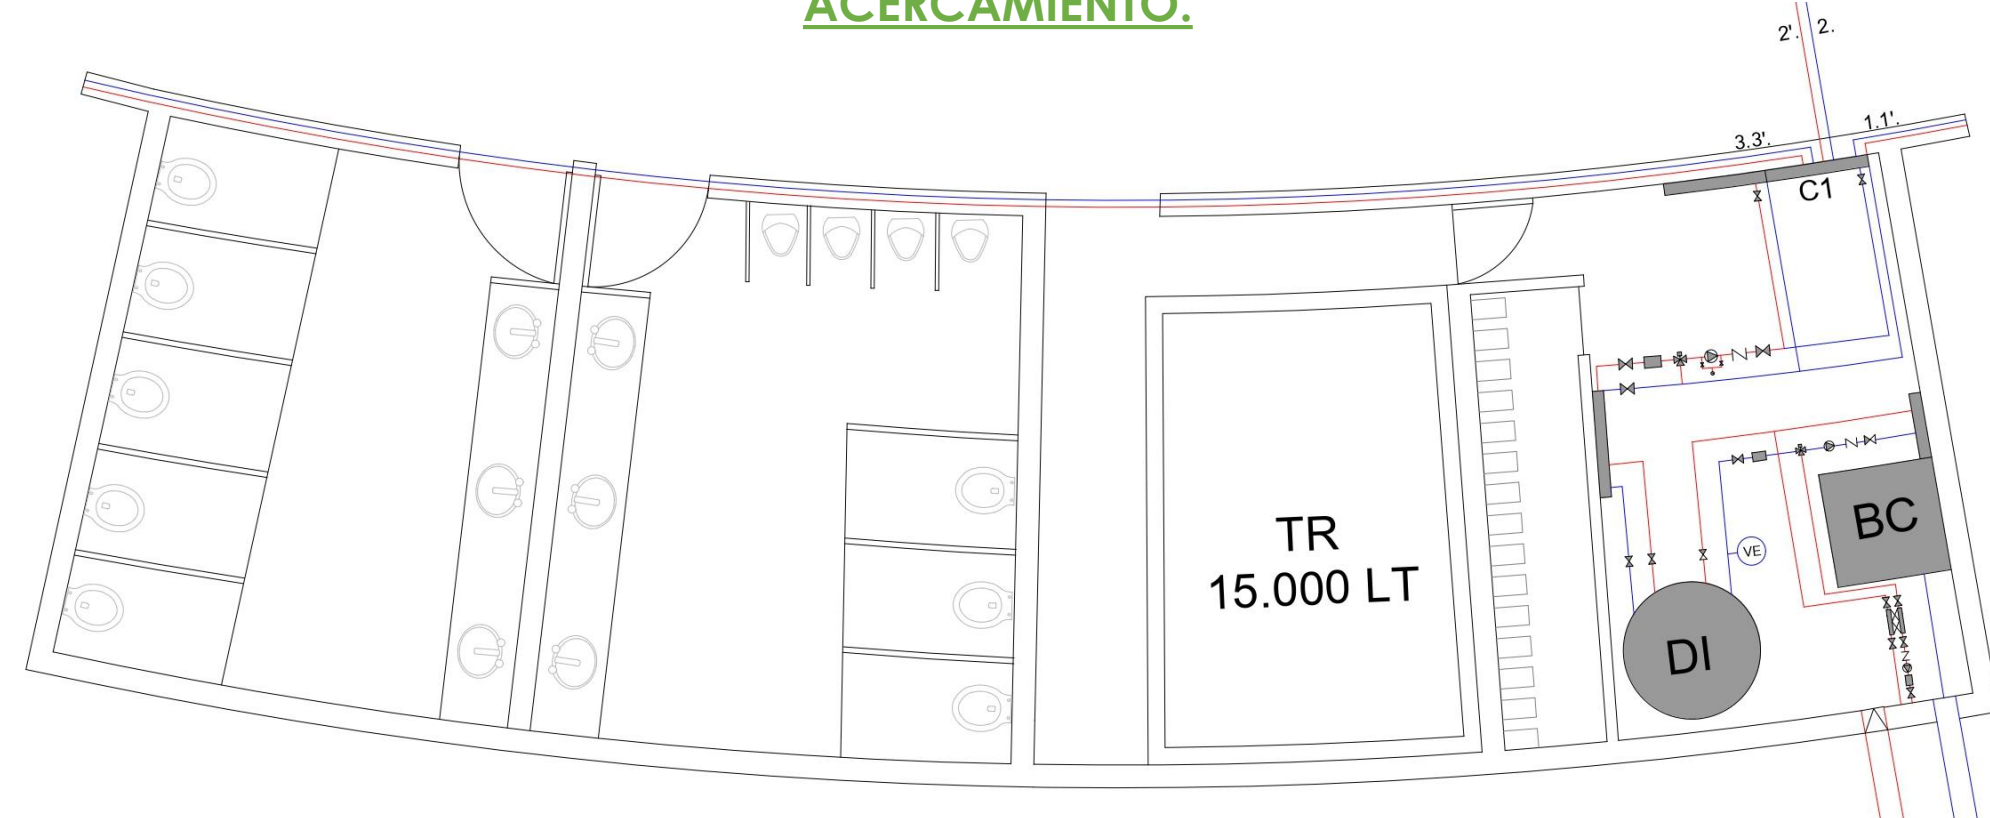 ACERCAMIENTO.
2'. 2.
3.3'.
1.1'.
C1
TR
15.000 LT
BC
VE
DI